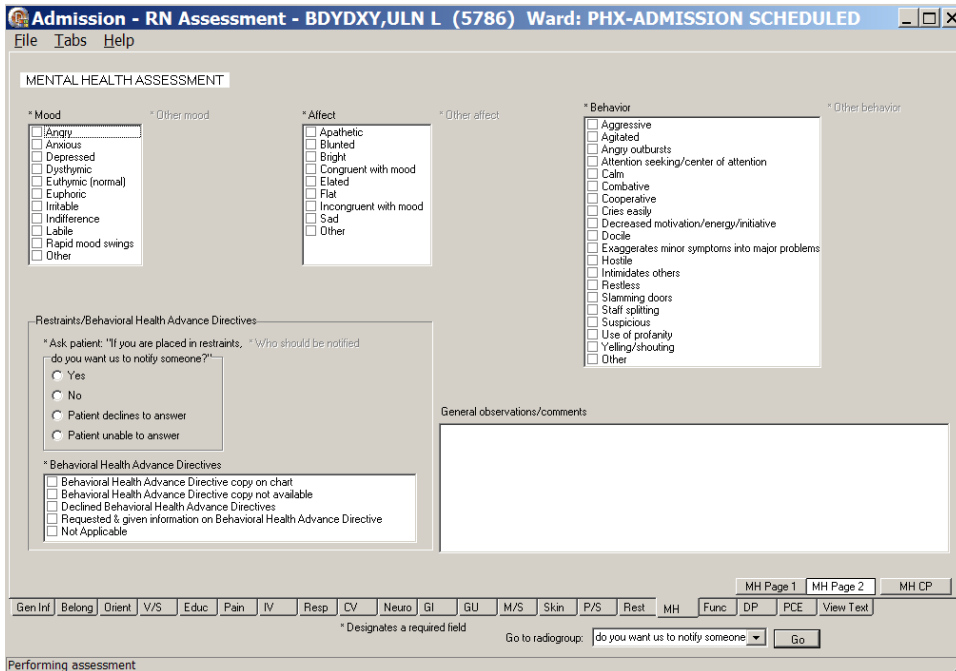 Admission - RN Assessment - BDYDXY,ULN L (5786) Ward: PHX-ADMISSION SCHEDULED
File Tabs Help
MENTAL HEALTH ASSESSMENT
* Mood
* Other mood
Angry
Anxious
Depressed
Dysthymic
Euthymic (normal)
Euphoric
Irritable
Indifference
Labile
Rapid mood swings
Other
* Affect
* Other affect
Apathetic
Blunted
Bright
Congruent with mood
Elated
Flat
Incongruent with mood
Sad
Other
* Behavior
* Other behavior
Aggressive
Agitated
Angry outbursts
Attention seeking/center of attention
Calm
Combative
Cooperative
Cries easily
Decreased motivation/energy/initiative
Docile
Exaggerates minor symptoms into major problems
Hostile
Intimidates others
Restless
Slamming doors
Staff splitting
Suspicious
Use of profanity
Yelling/shouting
Other
Restraints/Behavioral Health Advance Directives
* Ask patient: "If you are placed in restraints,
* Who should be notified
do you want us to notify someone?"
Yes
No
Patient declines to answer
Patient unable to answer
* Behavioral Health Advance Directives
Behavioral Health Advance Directive copy on chart
Behavioral Health Advance Directive copy not available
Declined Behavioral Health Advance Directives
Requested & given information on Behavioral Health Advance Directive
Not Applicable
General observations/comments
MH Page 1 MH Page 2 MH CP
Gen Inf Belong Orient V/S Educ Pain IV Resp CV Neuro GI GU M/S Skin P/S Rest MH Func DP PCE View Text
* Designates a required field
Go to radiogroup: do you want us to notify someone Go
Performing assessment